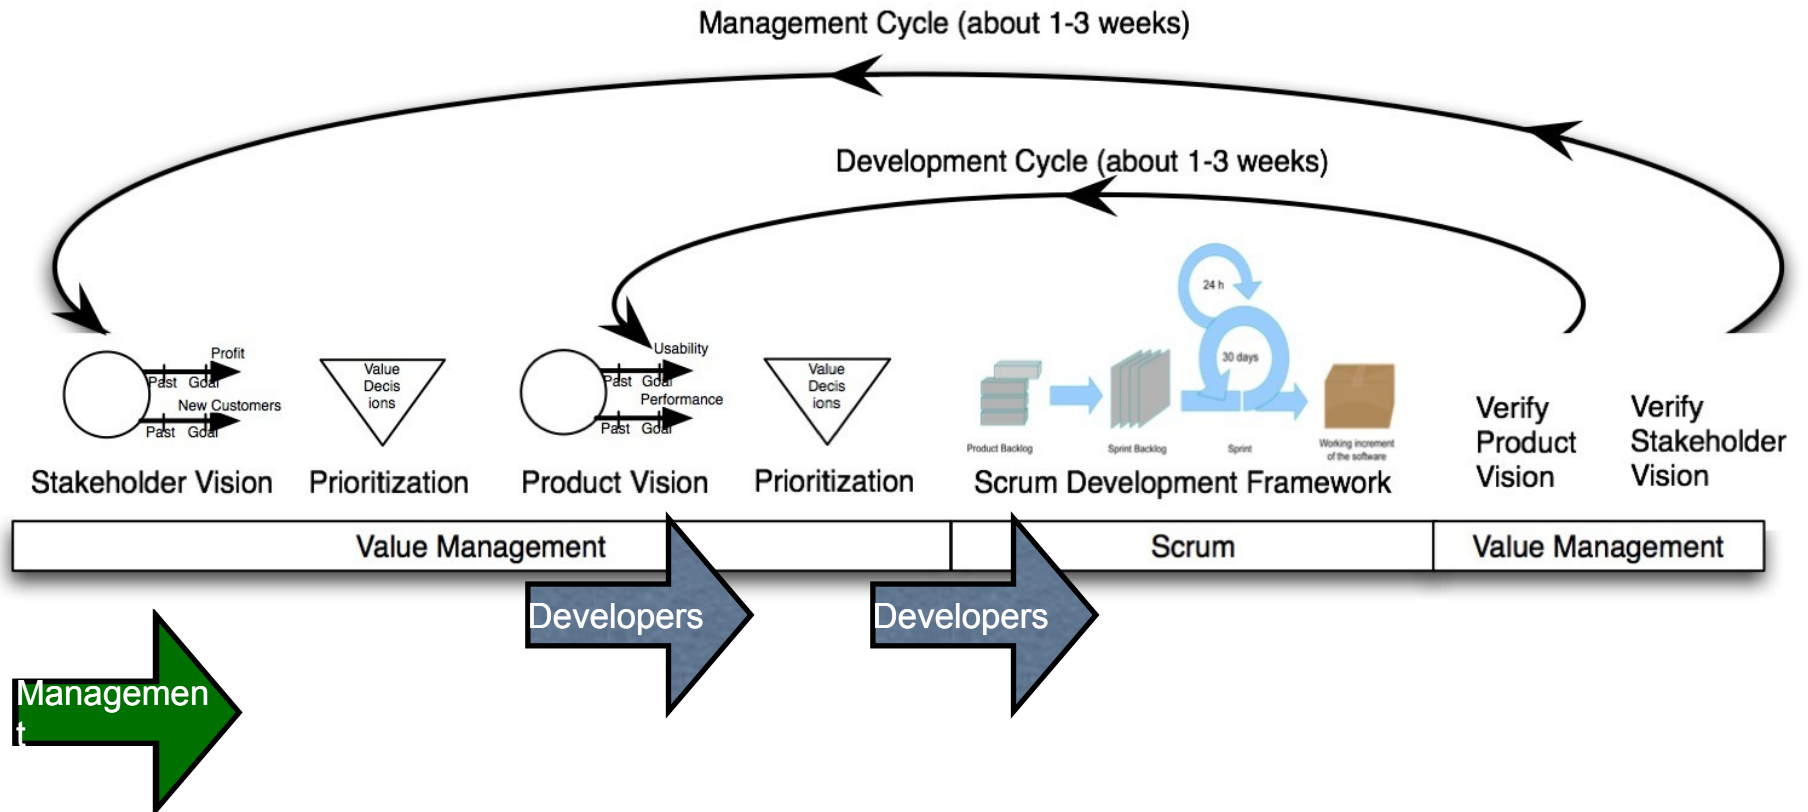 Management Cycle (about 1-3 weeks)
Development Cycle (about 1-3 weeks)
Profit
Past Goal
New Customers
Past Goal
Stakeholder Vision
Value
Decis
ions
Prioritization
Usability
Past Goal
Performance
Past Goal
Product Vision
Value
Decis
ions
Prioritization
24 h
30 days
Product Backlog
Sprint Backlog
Sprint
Working increment
of the software
Scrum Development Framework
Verify
Product
Vision
Verify
Stakeholder
Vision
Value Management
Scrum
Value Management
Developers
Developers
Managemen
t